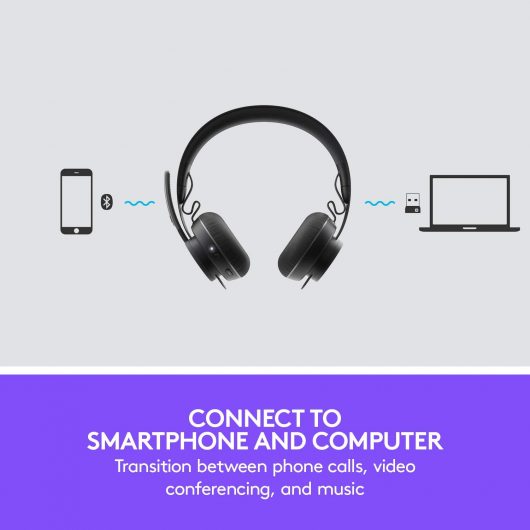 CONNECT TO
SMARTPHONE AND COMPUTER
Transition between phone calls, video
conferencing, and music